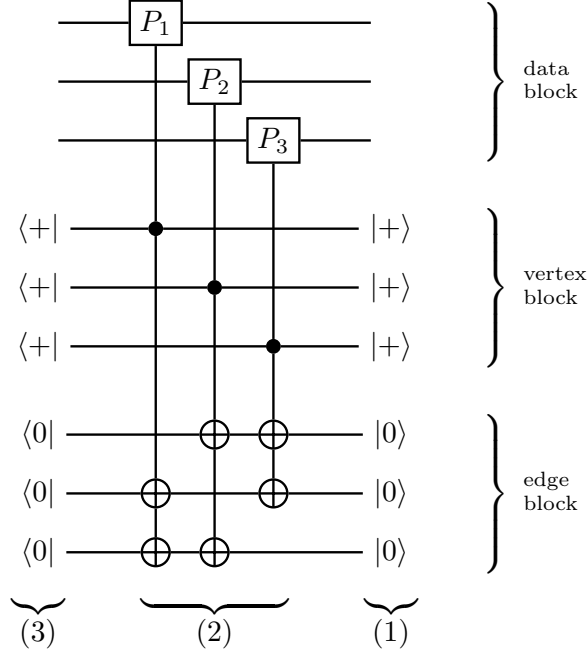 P₁
P₂
P₃
data
block
⟨+| |+⟩
⟨+| |+⟩
⟨+| |+⟩
vertex
block
⟨0| |0⟩
⟨0| |0⟩
⟨0| |0⟩
edge
block
(3) (2) (1)